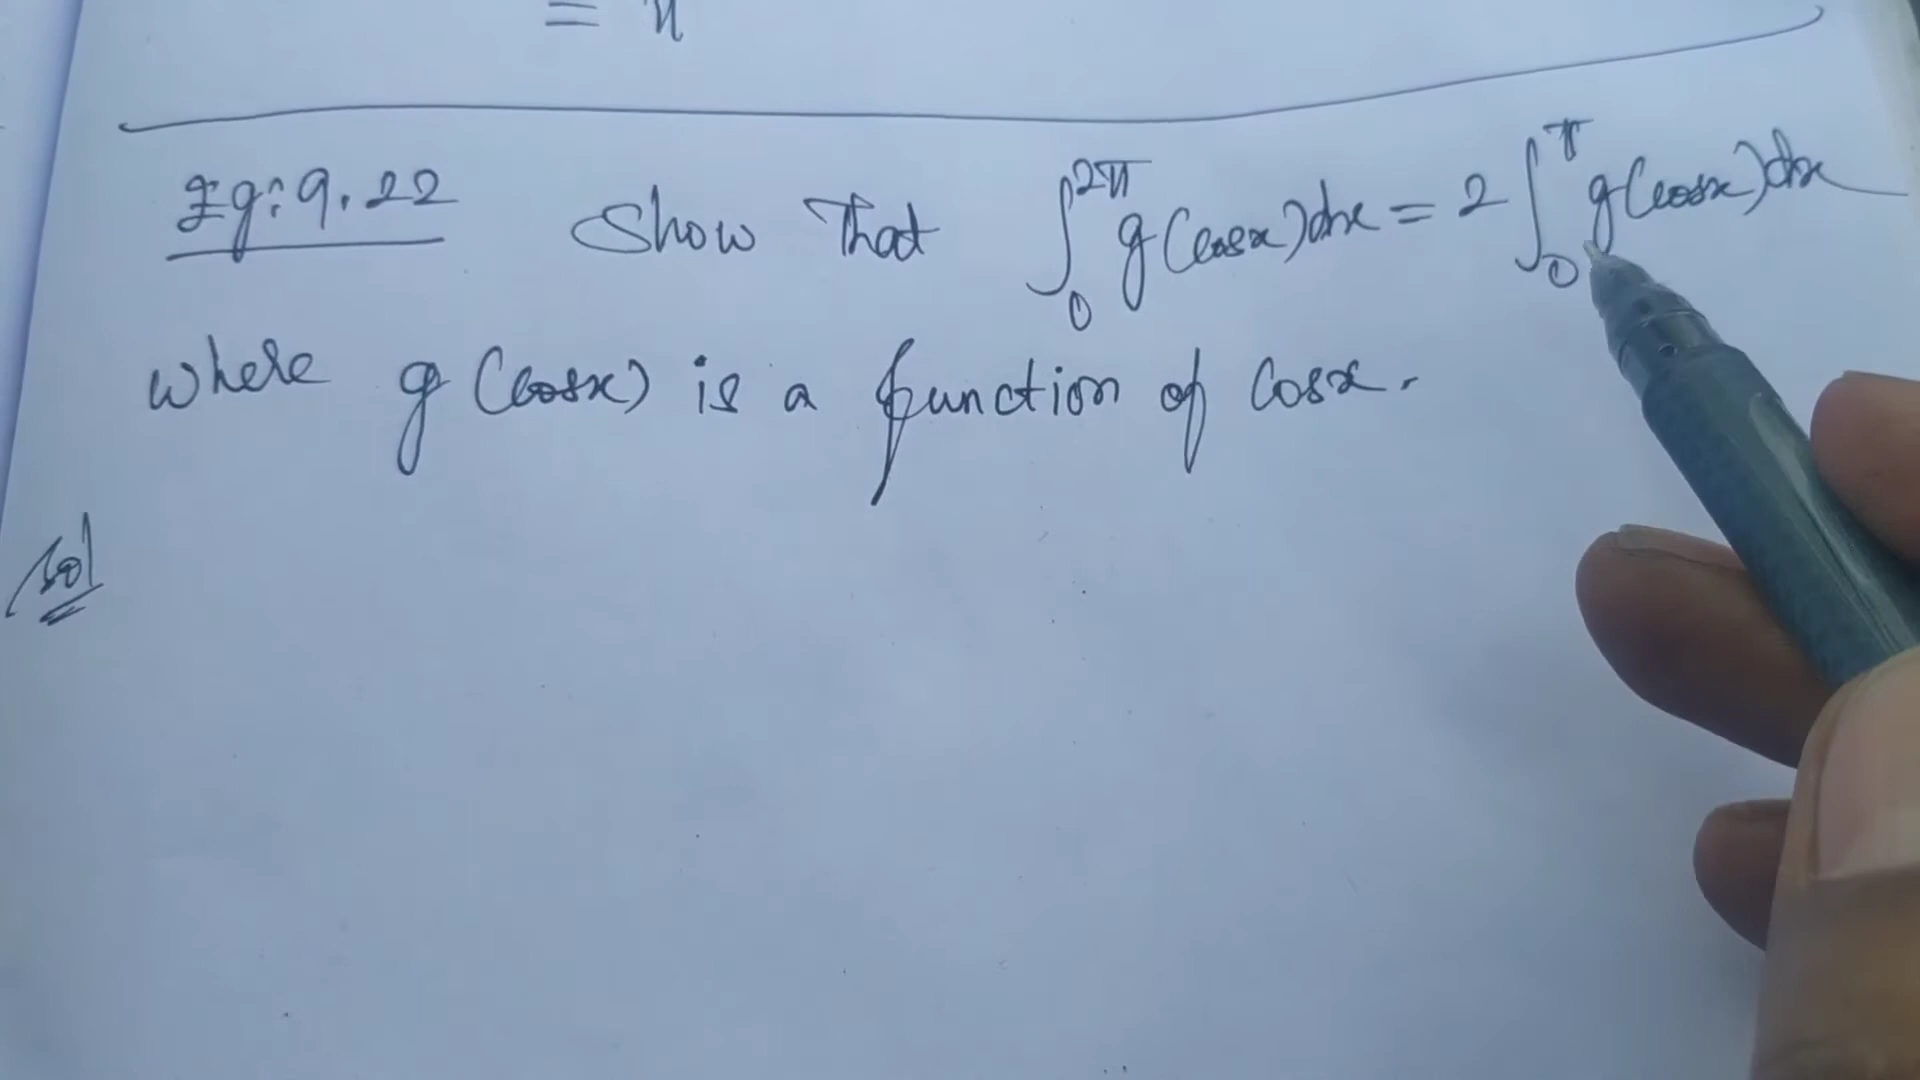 = π
Eg: 9.22 Show That ∫₀^2π g(cosx)dx = 2 ∫₀^π g(cosx)dx
where g(cosx) is a function of Cosx.
Sol